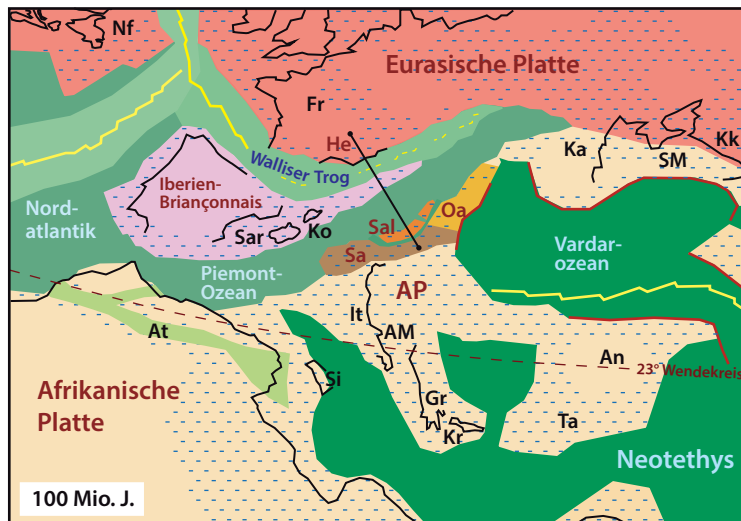 Nf
Eurasische Platte
Fr
He
Walliser Trog
Ka
SM
Kk
Iberien-
Briançonnais
Nord-
atlantik
Sar
Ko
Sal
Oa
Sa
Vardar-
ozean
Piemont-
Ozean
AP
It
At
AM
An
23° Wendekreis
Si
Afrikanische
Platte
Gr
Kr
Ta
Neotethys
100 Mio. J.